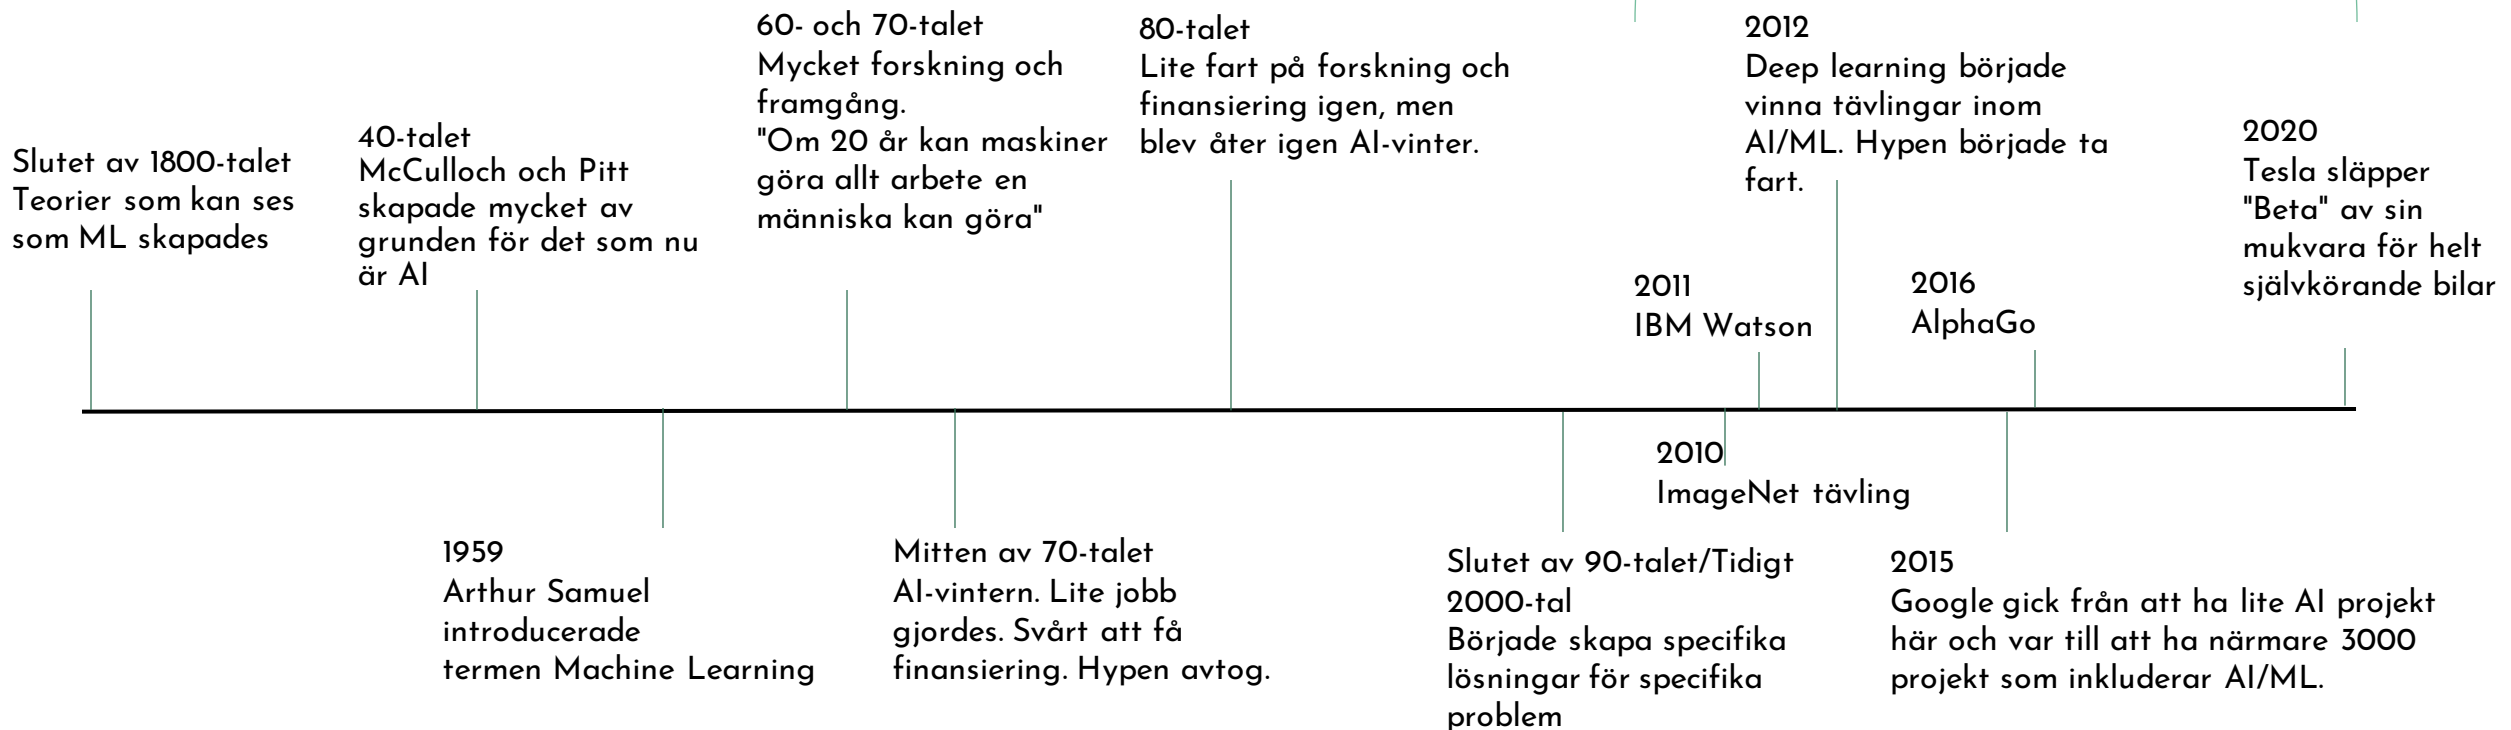 Slutet av 1800-talet
Teorier som kan ses
som ML skapades
40-talet
McCulloch och Pitt
skapade mycket av
grunden för det som nu
är AI
1959
Arthur Samuel
introducerade
termen Machine Learning
60- och 70-talet
Mycket forskning och
framgång.
"Om 20 år kan maskiner
göra allt arbete en
människa kan göra"
Mitten av 70-talet
AI-vintern. Lite jobb
gjordes. Svårt att få
finansiering. Hypen avtog.
80-talet
Lite fart på forskning och
finansiering igen, men
blev åter igen AI-vinter.
Slutet av 90-talet/Tidigt
2000-tal
Började skapa specifika
lösningar för specifika
problem
2010
ImageNet tävling
2011
IBM Watson
2012
Deep learning började
vinna tävlingar inom
AI/ML. Hypen började ta
fart.
2015
Google gick från att ha lite AI projekt
här och var till att ha närmare 3000
projekt som inkluderar AI/ML.
2016
AlphaGo
2020
Tesla släpper
"Beta" av sin
mukvara för helt
självkörande bilar